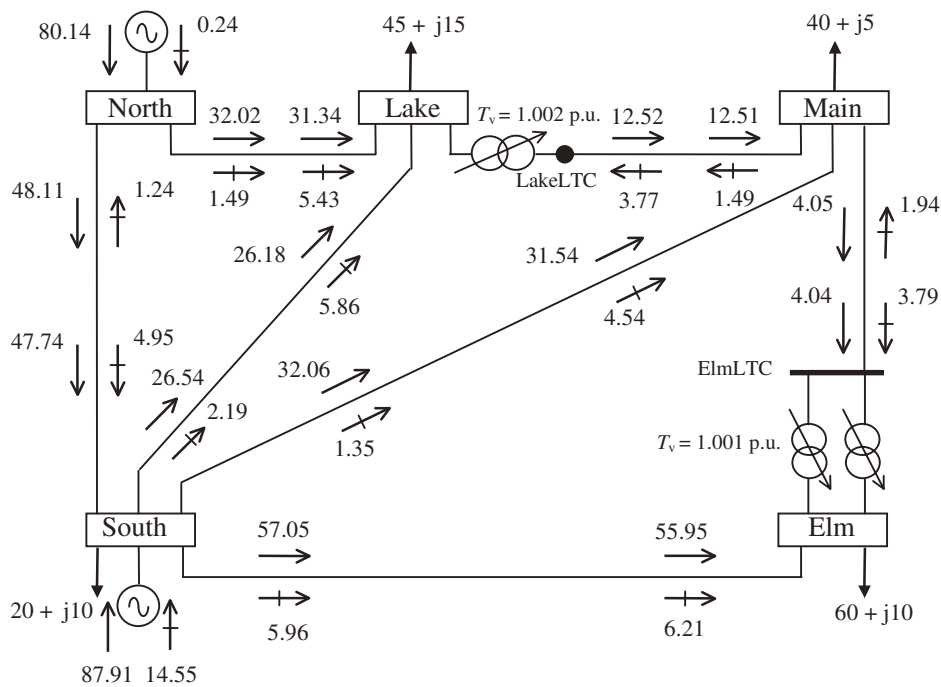 80.14
0.24
45 + j15
40 + j5
North
Lake
Main
32.02
31.34
T_v = 1.002 p.u.
12.52
12.51
LakeLTC
48.11
1.24
1.49
5.43
3.77
1.49
26.18
5.86
31.54
4.54
4.05
1.94
4.04
3.79
47.74
4.95
26.54
2.19
32.06
1.35
ElmLTC
T_v = 1.001 p.u.
South
Elm
57.05
55.95
20 + j10
5.96
6.21
60 + j10
87.91
14.55